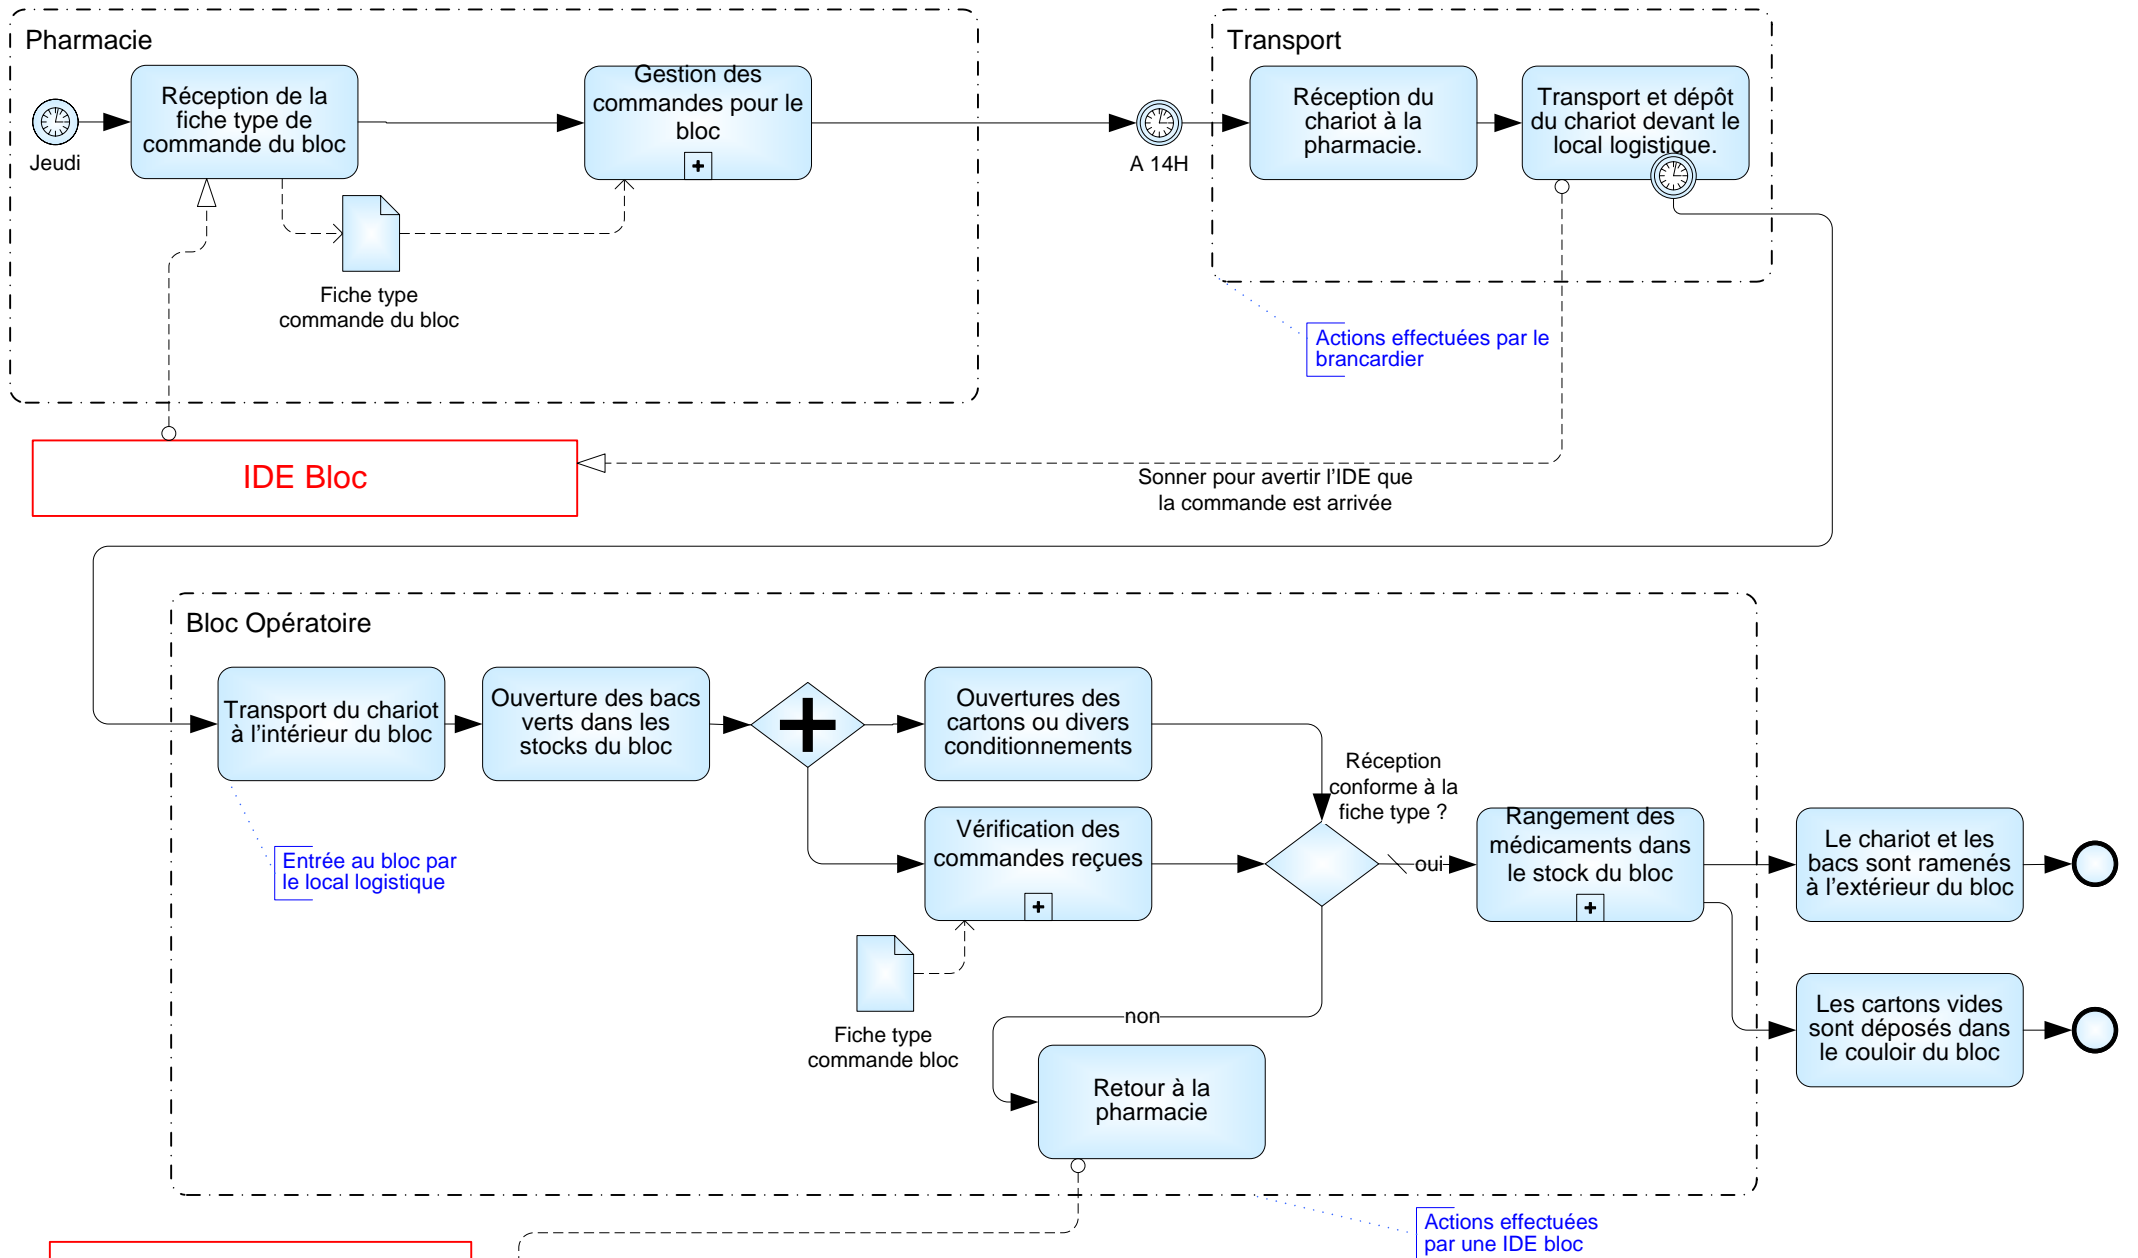 Pharmacie
Jeudi
Réception de la
fiche type de
commande du bloc
Gestion des
commandes pour le
bloc
Fiche type
commande du bloc
A 14H
Transport
Réception du
chariot à la
pharmacie.
Transport et dépôt
du chariot devant le
local logistique.
Actions effectuées par le
brancardier
IDE Bloc
Sonner pour avertir l’IDE que
la commande est arrivée
Bloc Opératoire
Transport du chariot
à l’intérieur du bloc
Entrée au bloc par
le local logistique
Ouverture des bacs
verts dans les
stocks du bloc
Ouvertures des
cartons ou divers
conditionnements
Vérification des
commandes reçues
Fiche type
commande bloc
Réception
conforme à la
fiche type ?
oui
non
Rangement des
médicaments dans
le stock du bloc
Retour à la
pharmacie
Le chariot et les
bacs sont ramenés
à l’extérieur du bloc
Les cartons vides
sont déposés dans
le couloir du bloc
Actions effectuées
par une IDE bloc